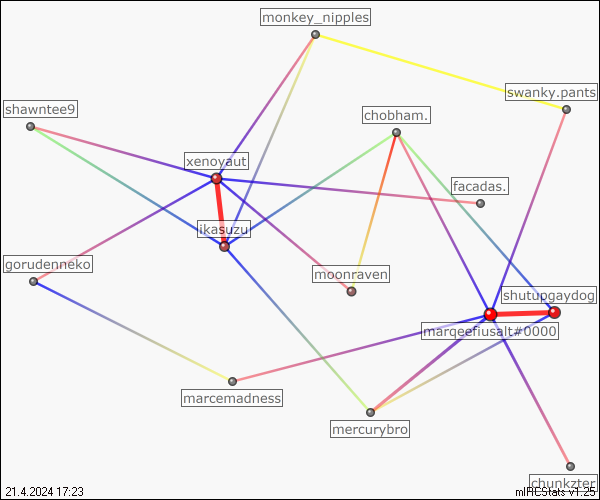 monkey_nipples
swanky.pants
shawntee9
chobham.
xenoyaut
facadas.
ikasuzu
gorudenneko
moonraven
shutupgaydog
marqeefiusalt#0000
marcemadness
mercurybro
chunkzter
21.4.2024 17:23
mIRCStats v1.25